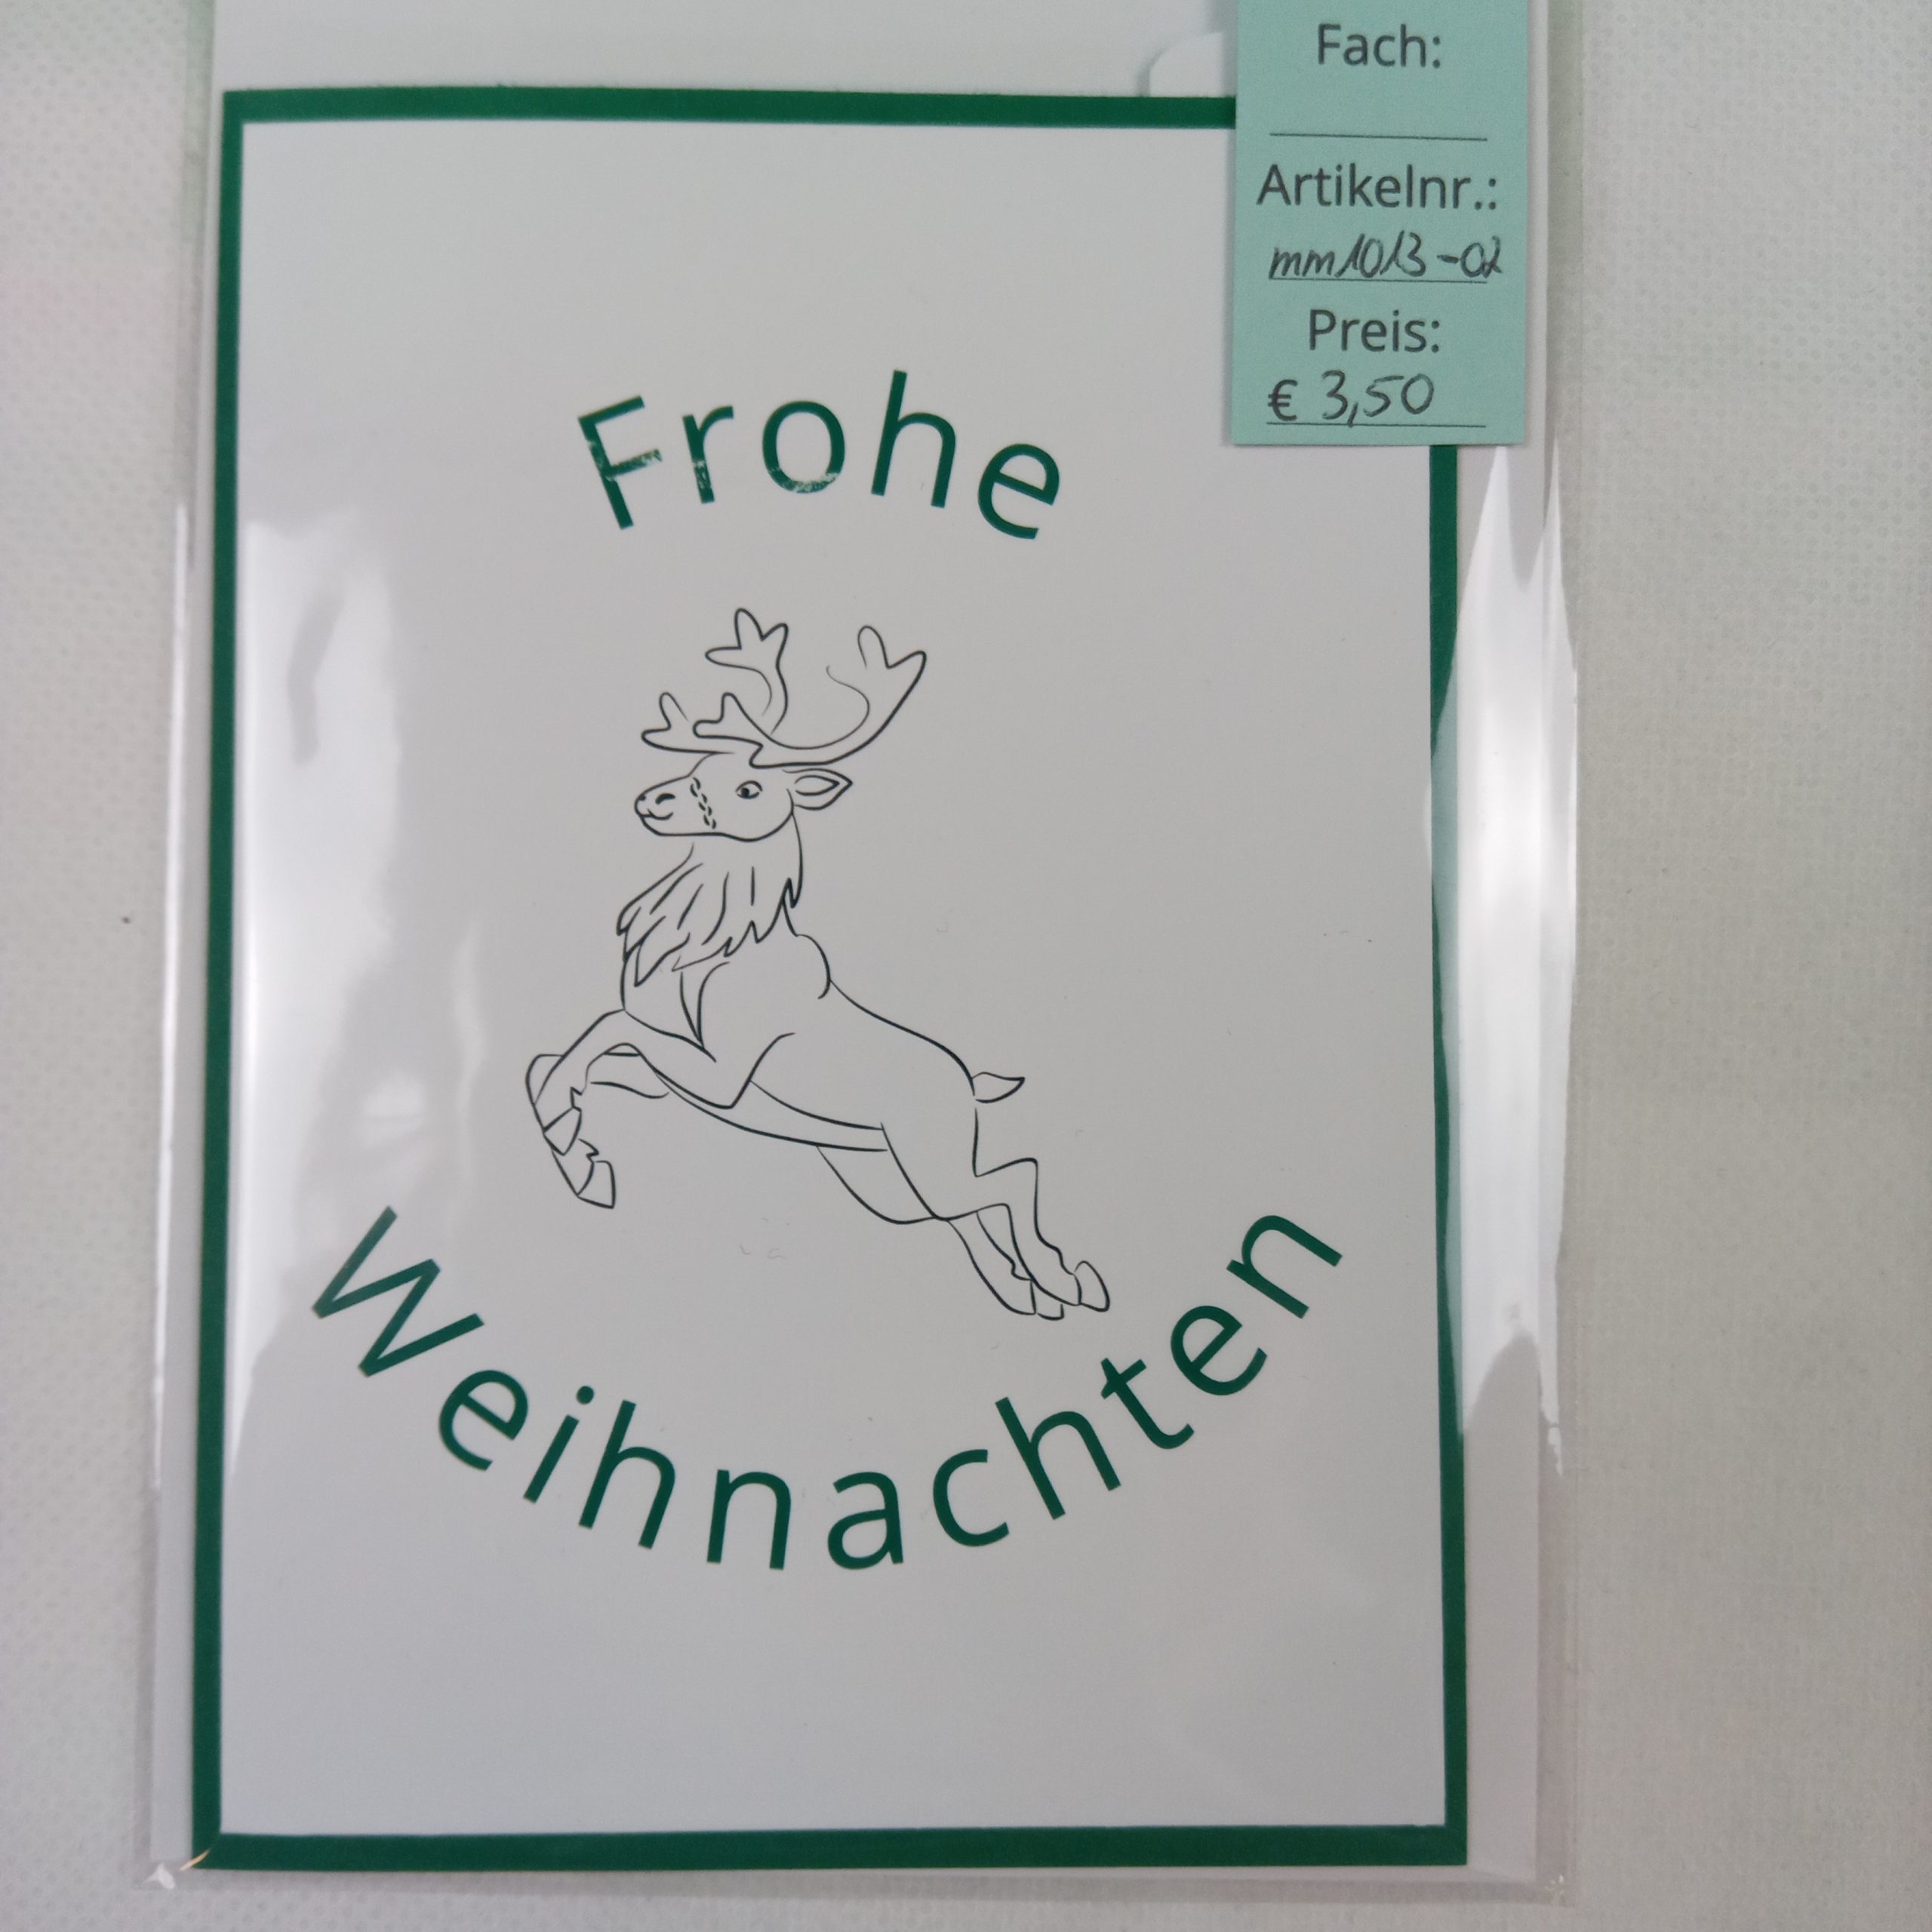 Fach:
Artikelnr.:
mm1013-02
Preis:
€ 3,50
Frohe
Weihnachten